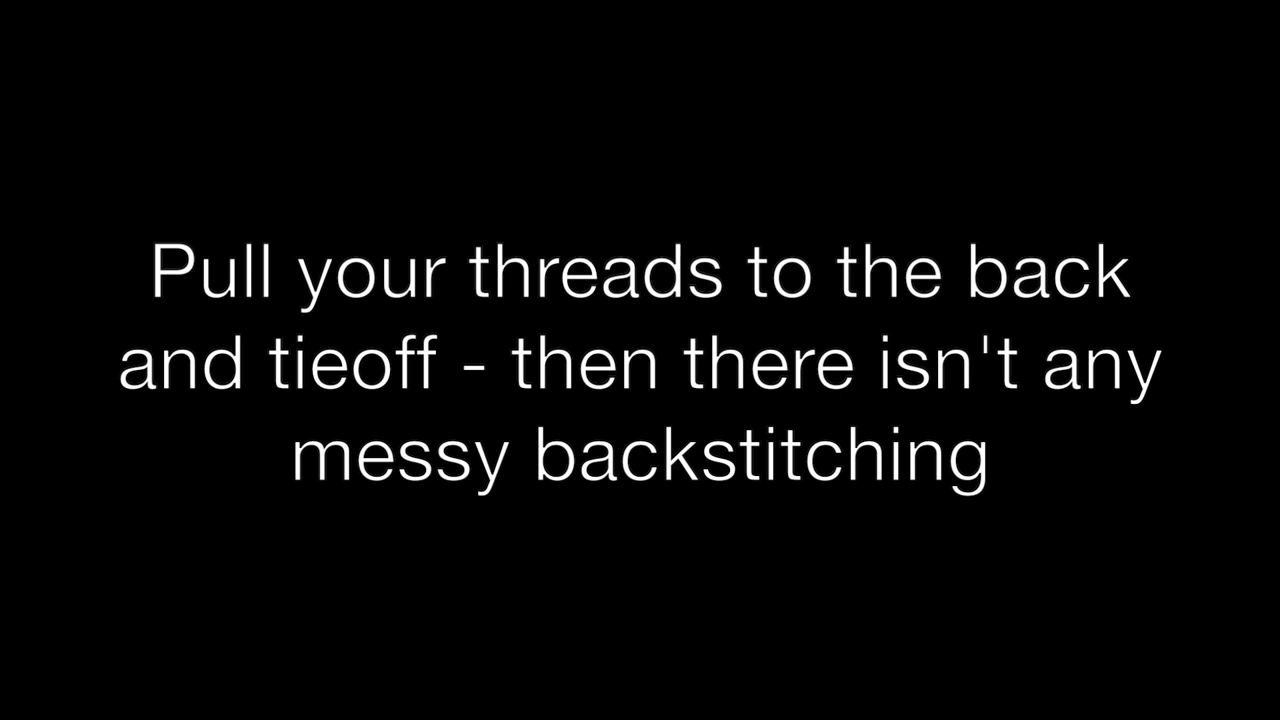 Pull your threads to the back
and tieoff - then there isn't any
messy backstitching